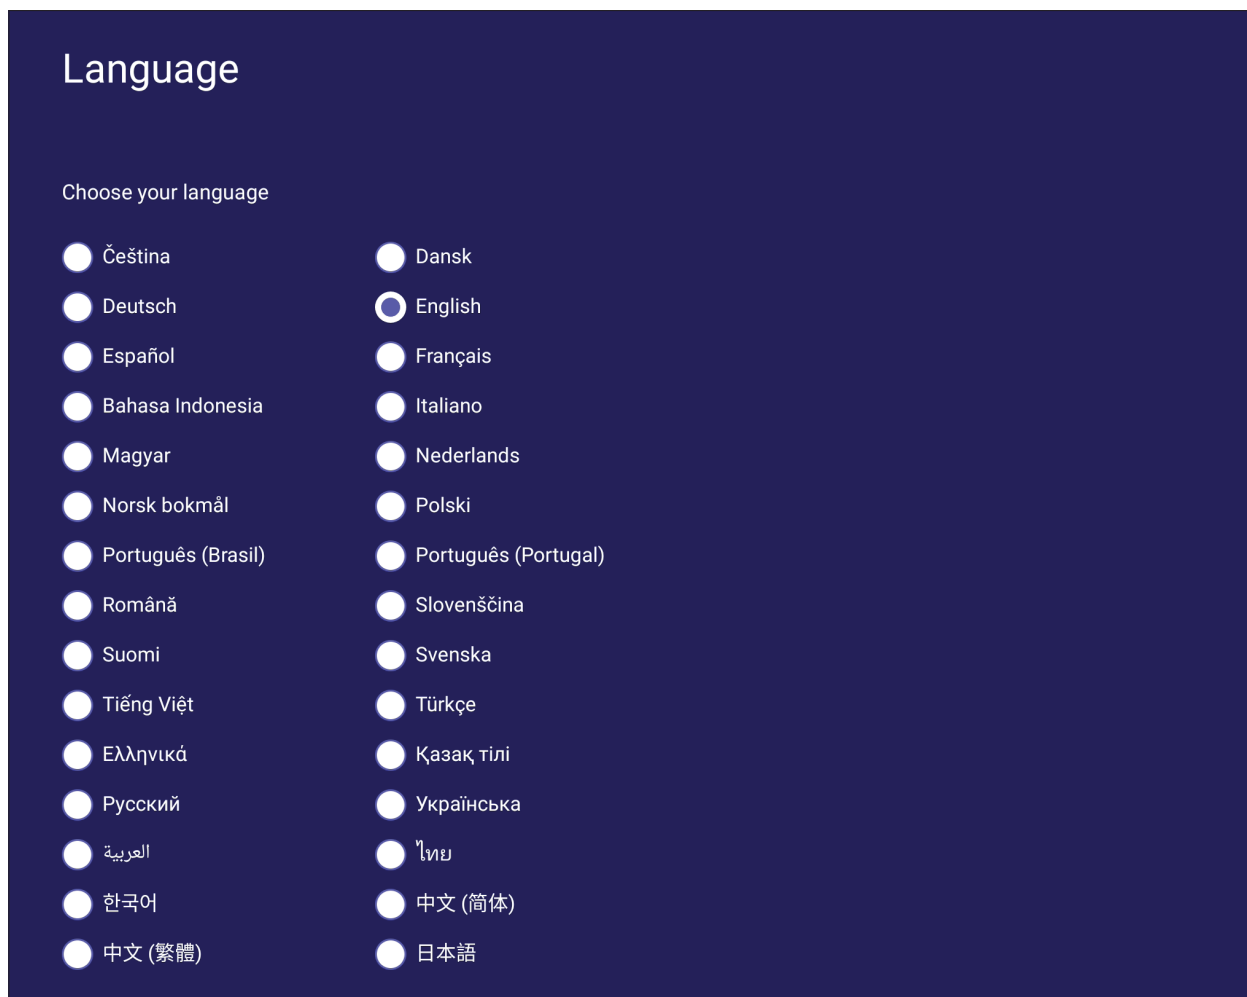 Language
Choose your language
Čeština
Dansk
Deutsch
English
Español
Français
Bahasa Indonesia
Italiano
Magyar
Nederlands
Norsk bokmål
Polski
Português (Brasil)
Português (Portugal)
Română
Slovenščina
Suomi
Svenska
Tiếng Việt
Türkçe
Ελληνικά
Қазақ тілі
Русский
Українська
العربية
ไทย
한국어
中文 (简体)
中文 (繁體)
日本語